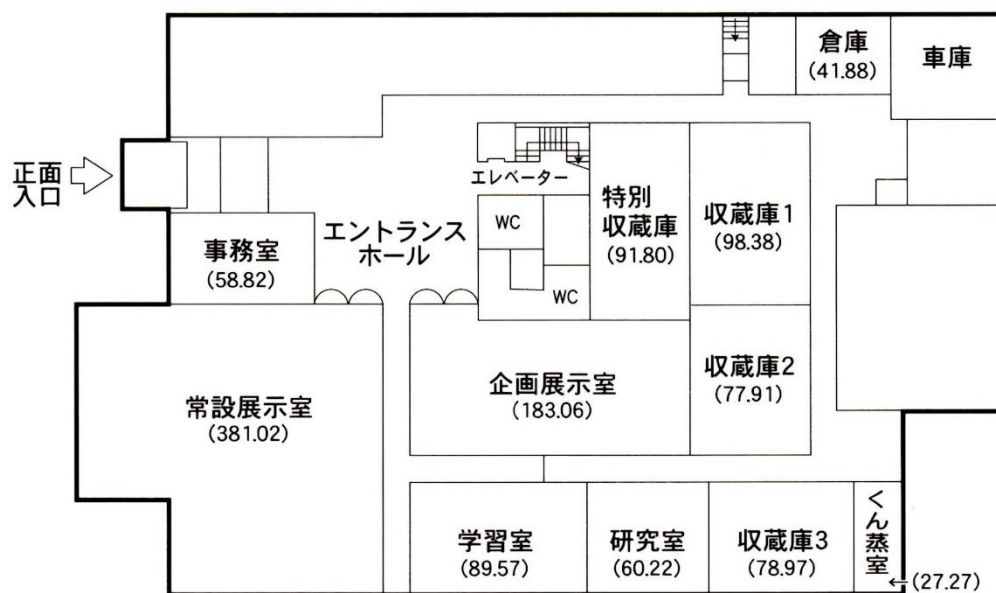 倉庫
(41.88)
車庫
正面
入口
エレベーター
特別
収蔵庫
(91.80)
収蔵庫1
(98.38)
WC
エントランス
ホール
事務室
(58.82)
WC
常設展示室
(381.02)
企画展示室
(183.06)
収蔵庫2
(77.91)
学習室
(89.57)
研究室
(60.22)
収蔵庫3
(78.97)
くん蒸室
←(27.27)